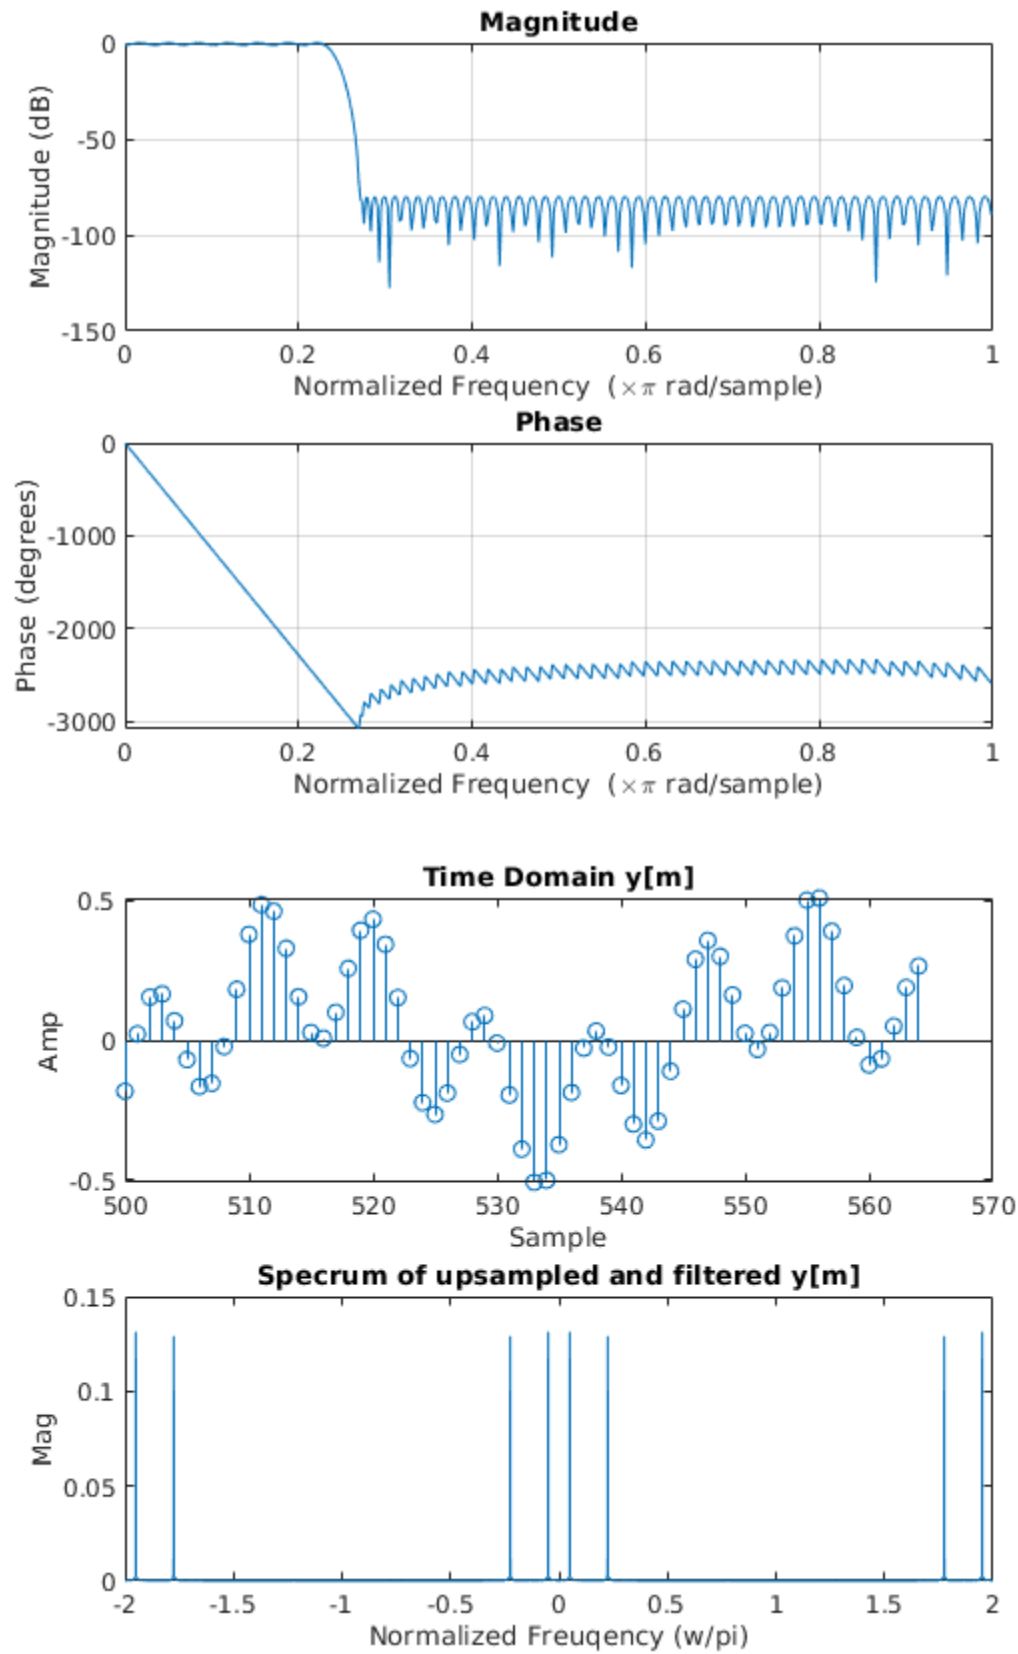 Magnitude
0
-50
-100
-150
Magnitude (dB)
0 0.2 0.4 0.6 0.8 1
Normalized Frequency (×π rad/sample)
Phase
0
-1000
-2000
-3000
Phase (degrees)
0 0.2 0.4 0.6 0.8 1
Normalized Frequency (×π rad/sample)
Time Domain y[m]
0.5
0
-0.5
Amp
500 510 520 530 540 550 560 570
Sample
Specrum of upsampled and filtered y[m]
0.15
0.1
0.05
0
Mag
-2 -1.5 -1 -0.5 0 0.5 1 1.5 2
Normalized Freuqency (w/pi)